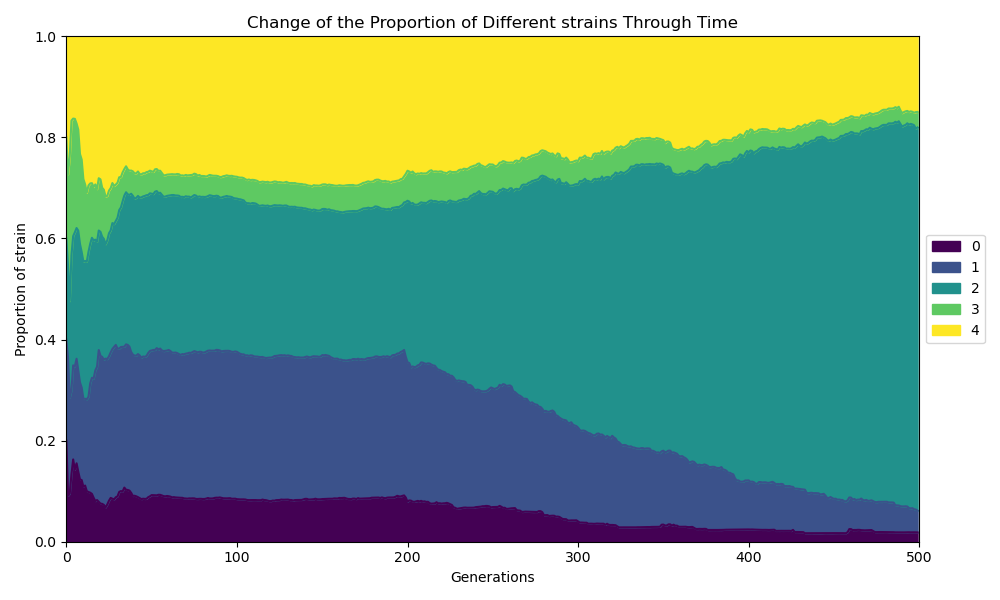 Change of the Proportion of Different strains Through Time
1.0
0.8
0.6
0.4
0.2
0.0
Proportion of strain
0
1
2
3
4
0 100 200 300 400 500
Generations